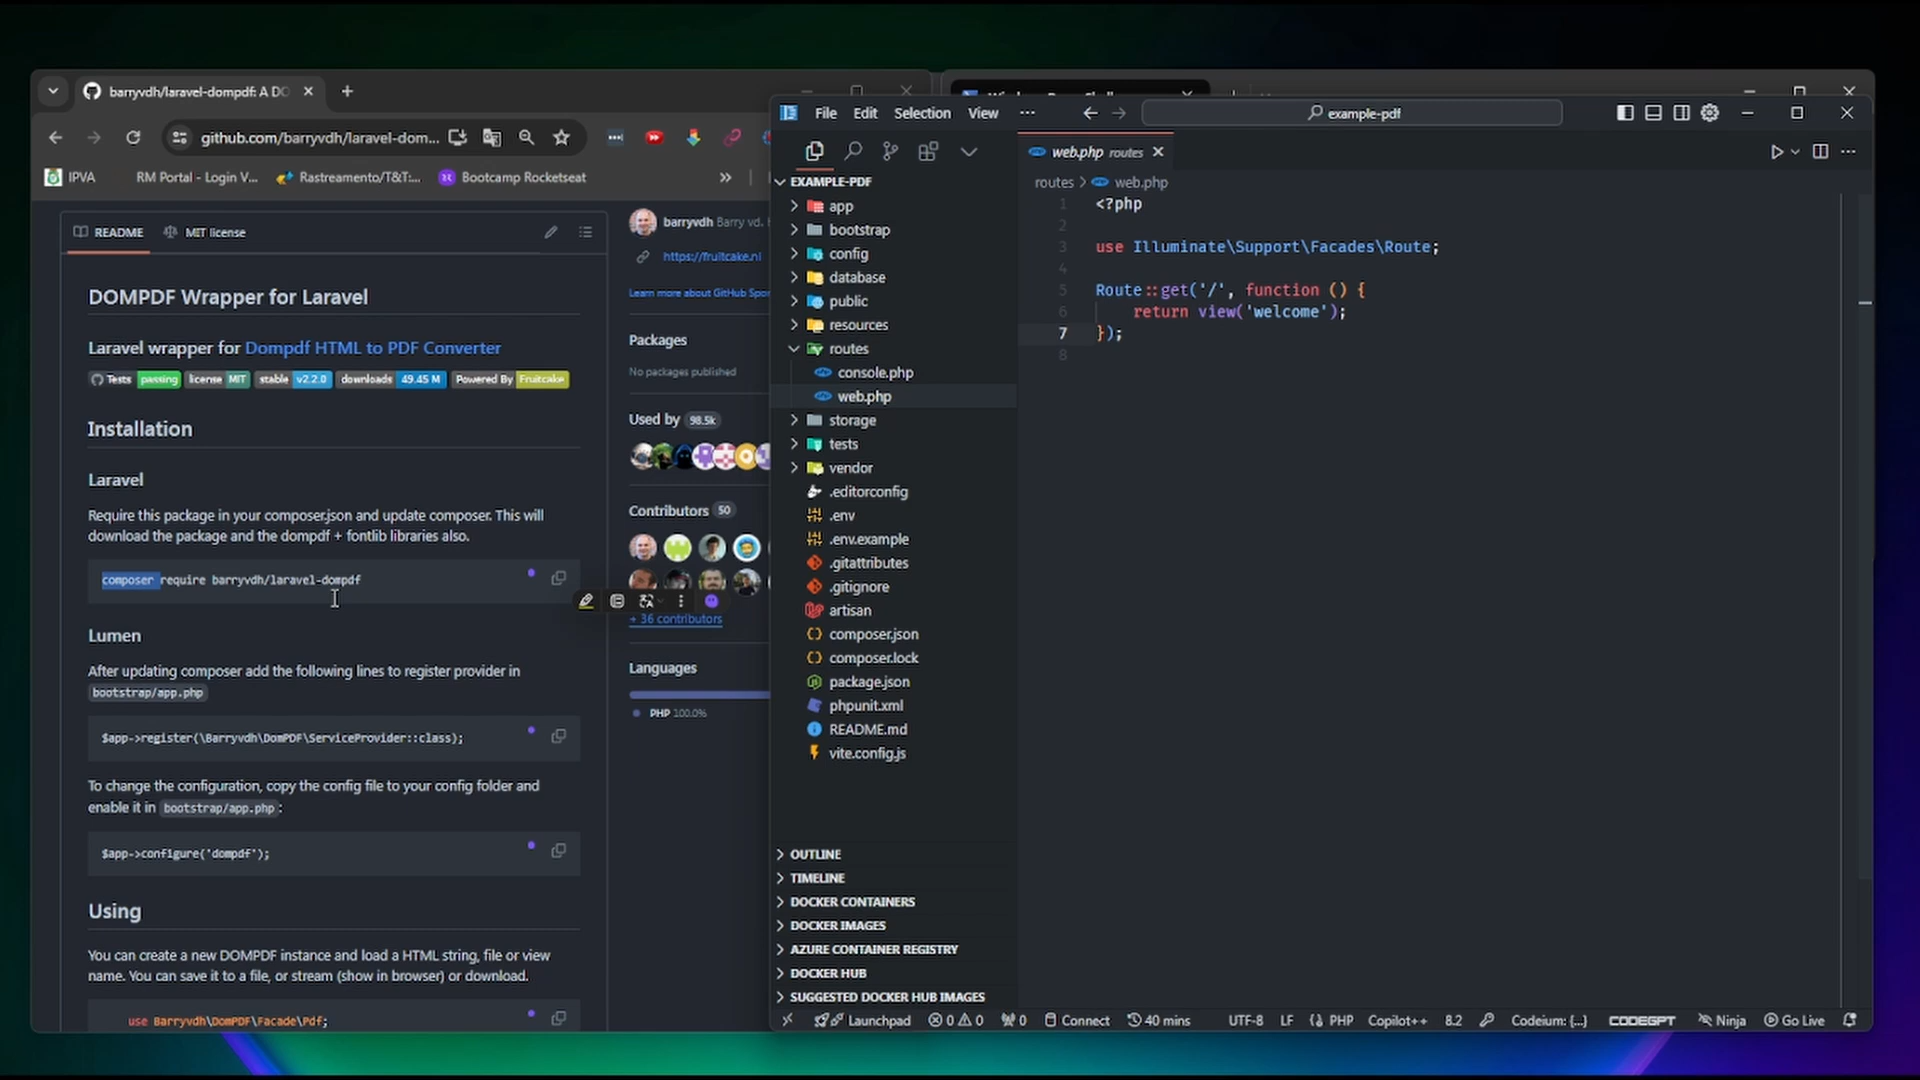 barryvdh/laravel-dompdf: A DO
github.com/barryvdh/laravel-dom...
IPVA
RM Portal - Login V...
Rastreamento/T&T:...
Bootcamp Rocketseat
README
MIT license
DOMPDF Wrapper for Laravel
Laravel wrapper for Dompdf HTML to PDF Converter
Tests passing license MIT stable v2.2.0 downloads 49.45 M Powered By Fruitcake
Installation
Laravel
Require this package in your composer.json and update composer. This will
download the package and the dompdf + fontlib libraries also.
composer require barryvdh/laravel-dompdf
Lumen
After updating composer add the following lines to register provider in
bootstrap/app.php
$app->register(\Barryvdh\DomPDF\ServiceProvider::class);
To change the configuration, copy the config file to your config folder and
enable it in bootstrap/app.php:
$app->configure('dompdf');
Using
You can create a new DOMPDF instance and load a HTML string, file or view
name. You can save it to a file, or stream (show in browser) or download.
use Barryvdh\DomPDF\Facade\Pdf;
barryvdh Barry vd.
https://fruitcake.nl
Learn more about GitHub Spon
Packages
No packages published
Used by 98.5k
Contributors 50
+ 36 contributors
Languages
PHP 100.0%
File Edit Selection View ...
example-pdf
EXAMPLE-PDF
app
bootstrap
config
database
public
resources
routes
console.php
web.php
storage
tests
vendor
.editorconfig
.env
.env.example
.gitattributes
.gitignore
artisan
composer.json
composer.lock
package.json
phpunit.xml
README.md
vite.config.js
OUTLINE
TIMELINE
DOCKER CONTAINERS
DOCKER IMAGES
AZURE CONTAINER REGISTRY
DOCKER HUB
SUGGESTED DOCKER HUB IMAGES
web.php routes
routes > web.php
1 <?php
2
3 use Illuminate\Support\Facades\Route;
4
5 Route::get('/', function () {
6 return view('welcome');
7 });
8
Launchpad 0 0 0 Connect 40 mins UTF-8 LF PHP Copilot++ 8.2 Codeium: {...} CODEGPT Ninja Go Live